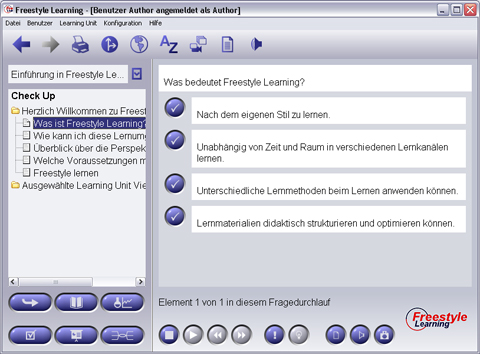 Freestyle Learning - [Benutzer Author angemeldet als Author]
Datei Benutzer Learning Unit Konfiguration Hilfe
AZ
Einführung in Freestyle Le...
Check Up
Herzlich Willkommen zu Freest
Was ist Freestyle Learning?
Wie kann ich diese Lernum
Überblick über die Perspek
Welche Voraussetzungen m
Freestyle lernen
Ausgewählte Learning Unit Vie
Was bedeutet Freestyle Learning?
Nach dem eigenen Stil zu lernen.
Unabhängig von Zeit und Raum in verschiedenen Lernkanälen
lernen.
Unterschiedliche Lernmethoden beim Lernen anwenden können.
Lernmaterialien didaktisch strukturieren und optimieren können.
Element 1 von 1 in diesem Fragedurchlauf
Freestyle
Learning